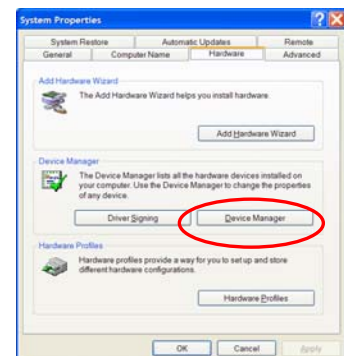 System Properties
System Restore Automatic Updates Remote
General Computer Name Hardware Advanced
Add Hardware Wizard
The Add Hardware Wizard helps you install hardware.
Add Hardware Wizard
Device Manager
The Device Manager lists all the hardware devices installed on
your computer. Use the Device Manager to change the properties
of any device.
Driver Signing Device Manager
Hardware Profiles
Hardware profiles provide a way for you to set up and store
different hardware configurations.
Hardware Profiles
OK Cancel Apply